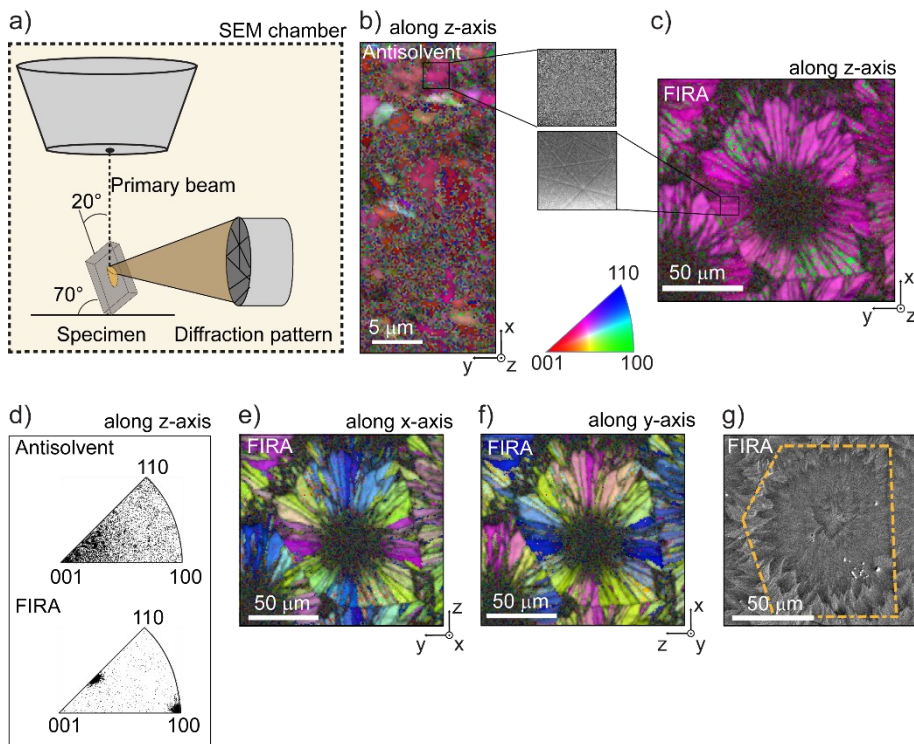 a)
SEM chamber
Primary beam
20°
70°
Specimen
Diffraction pattern
b)
along z-axis
Antisolvent
5 μm
x
y
z
110
001
100
c)
along z-axis
FIRA
50 μm
x
y
z
d)
along z-axis
Antisolvent
110
001
100
FIRA
110
001
100
e)
along x-axis
FIRA
50 μm
z
y
x
f)
along y-axis
FIRA
50 μm
x
z
y
g)
FIRA
50 μm